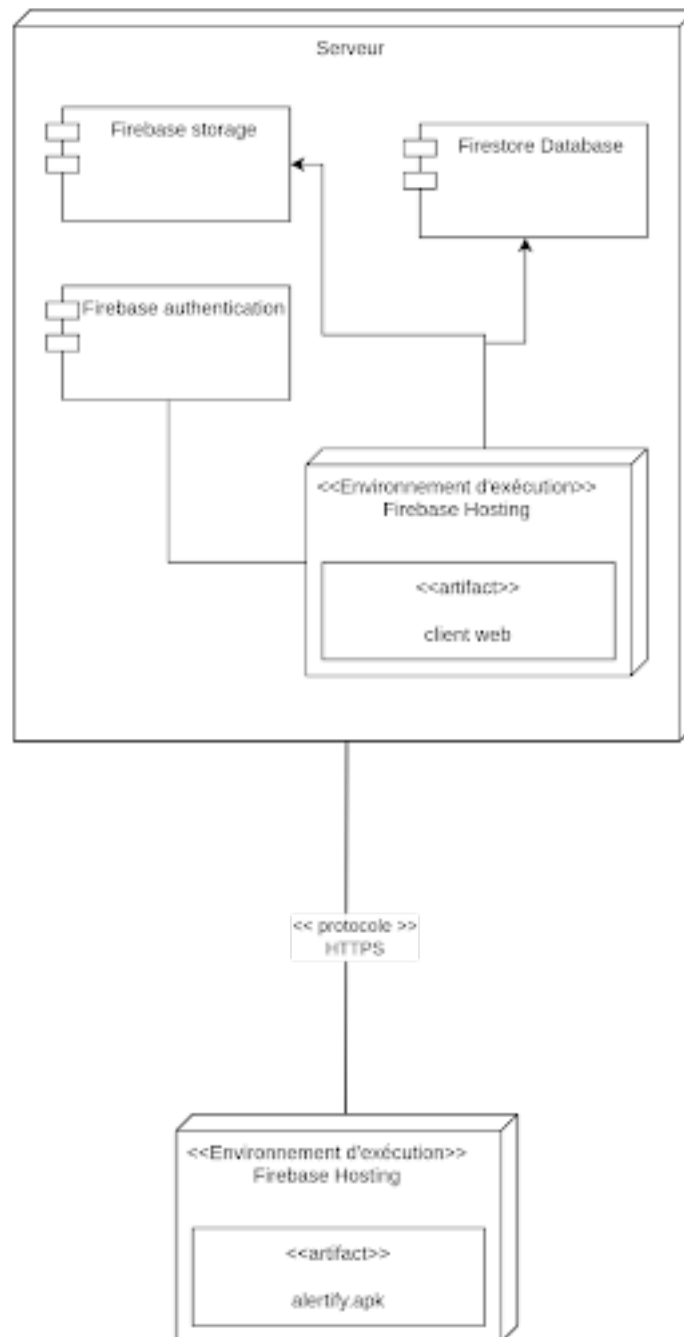 Serveur
Firebase storage
Firestore Database
Firebase authentication
<<Environnement d'exécution>>
Firebase Hosting
<<artifact>>
client web
<< protocole >>
HTTPS
<<Environnement d'exécution>>
Firebase Hosting
<<artifact>>
alertify.apk